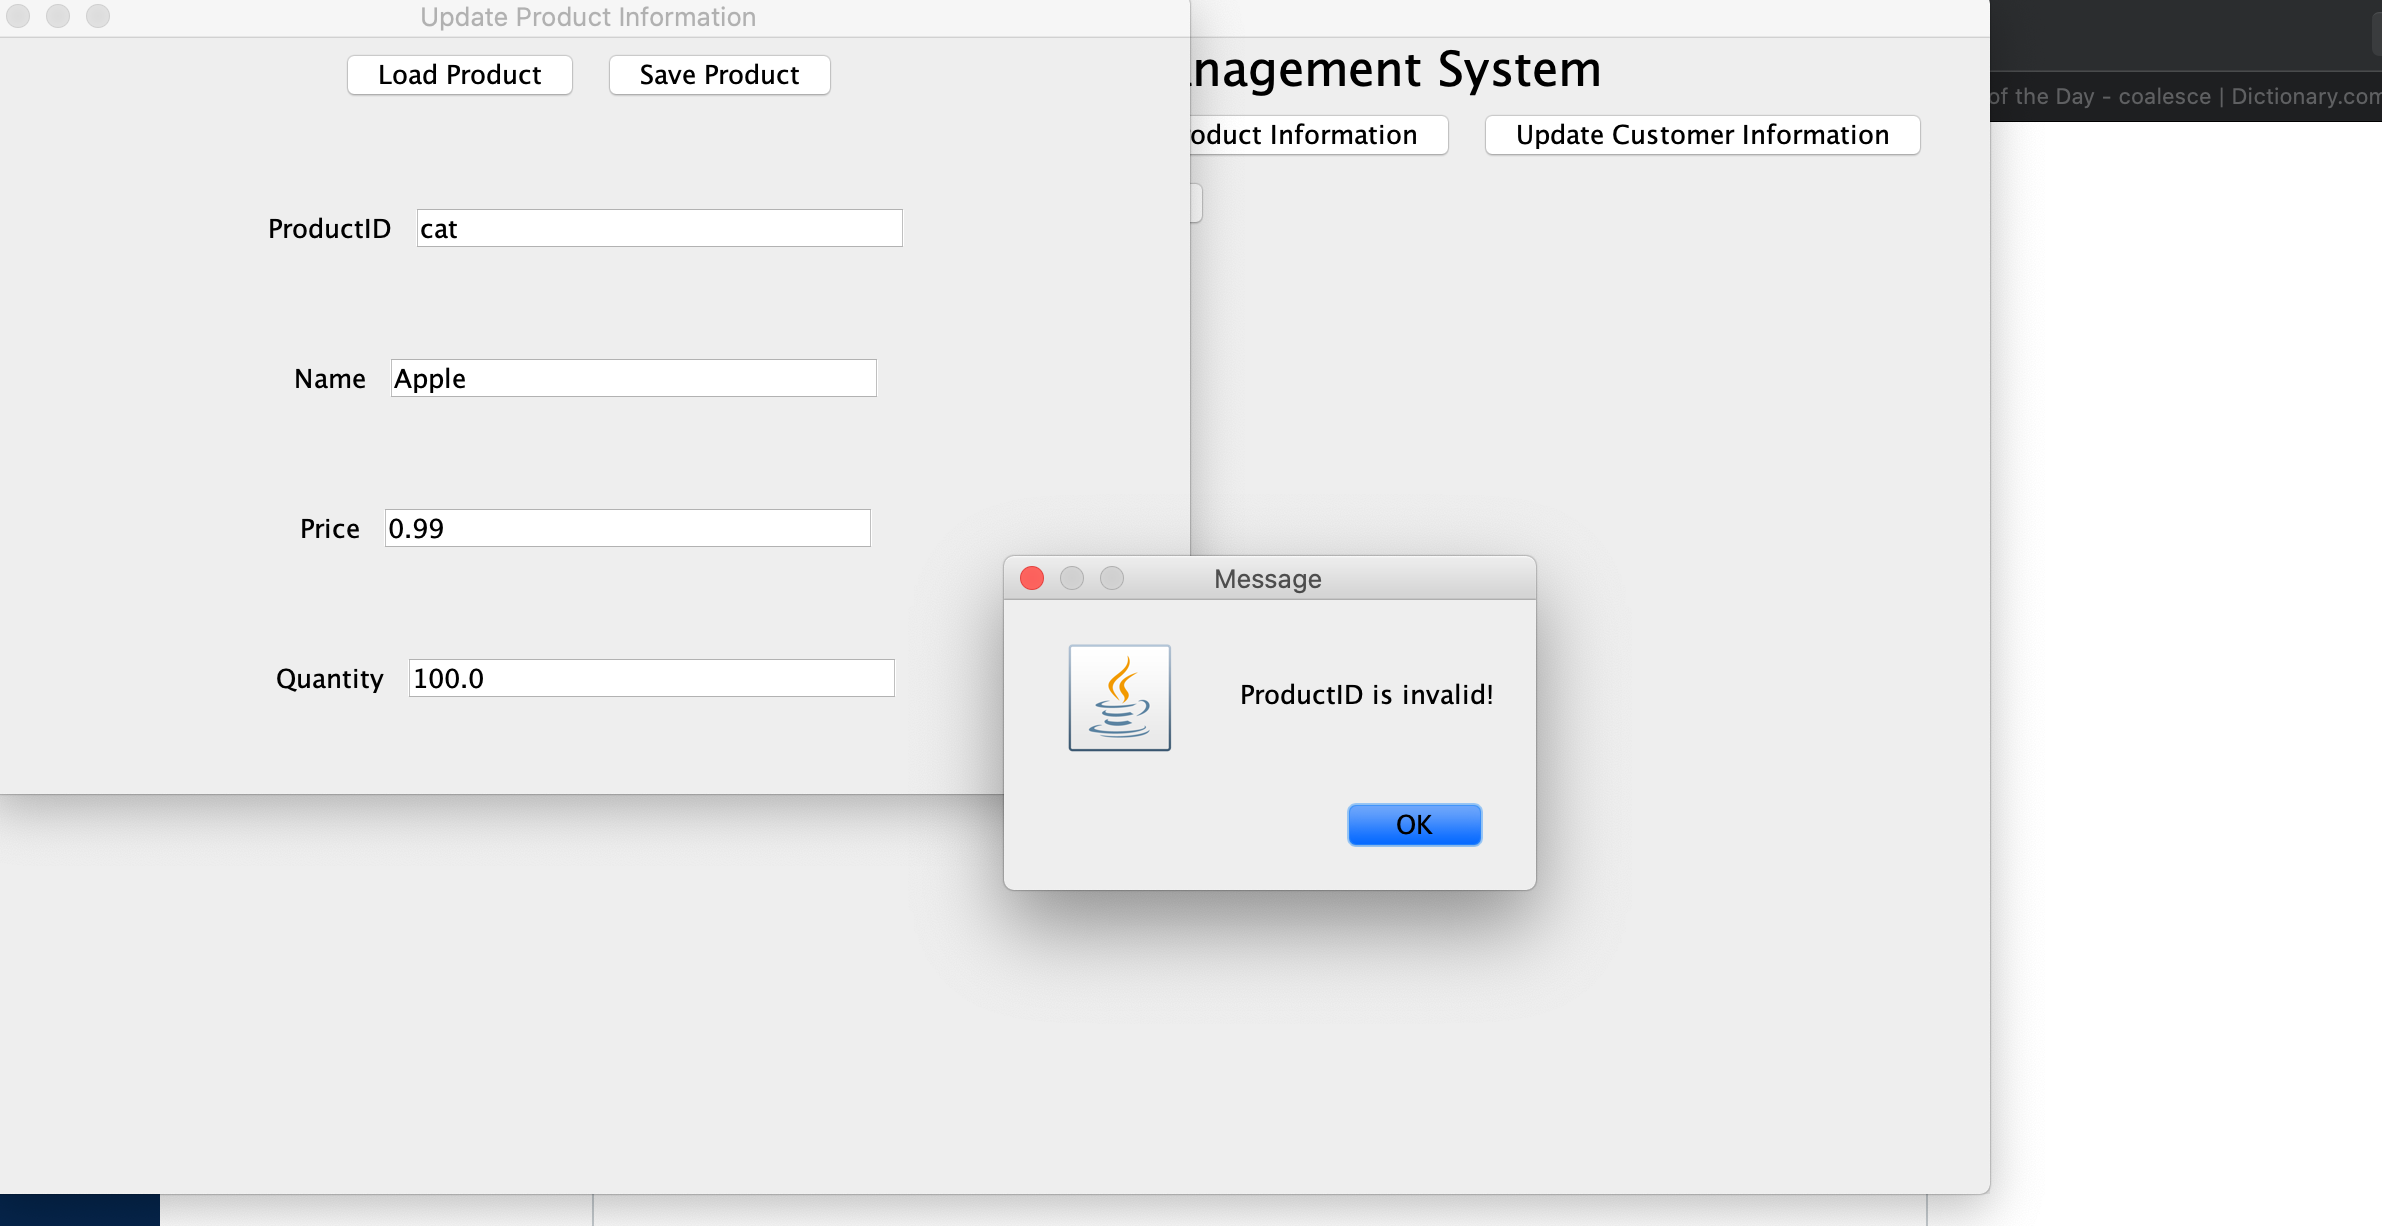 Update Product Information
Load Product
Save Product
ProductID
cat
Name
Apple
Price
0.99
Quantity
100.0
nagement System
oduct Information
Update Customer Information
of the Day - coalesce | Dictionary.com
Message
ProductID is invalid!
OK